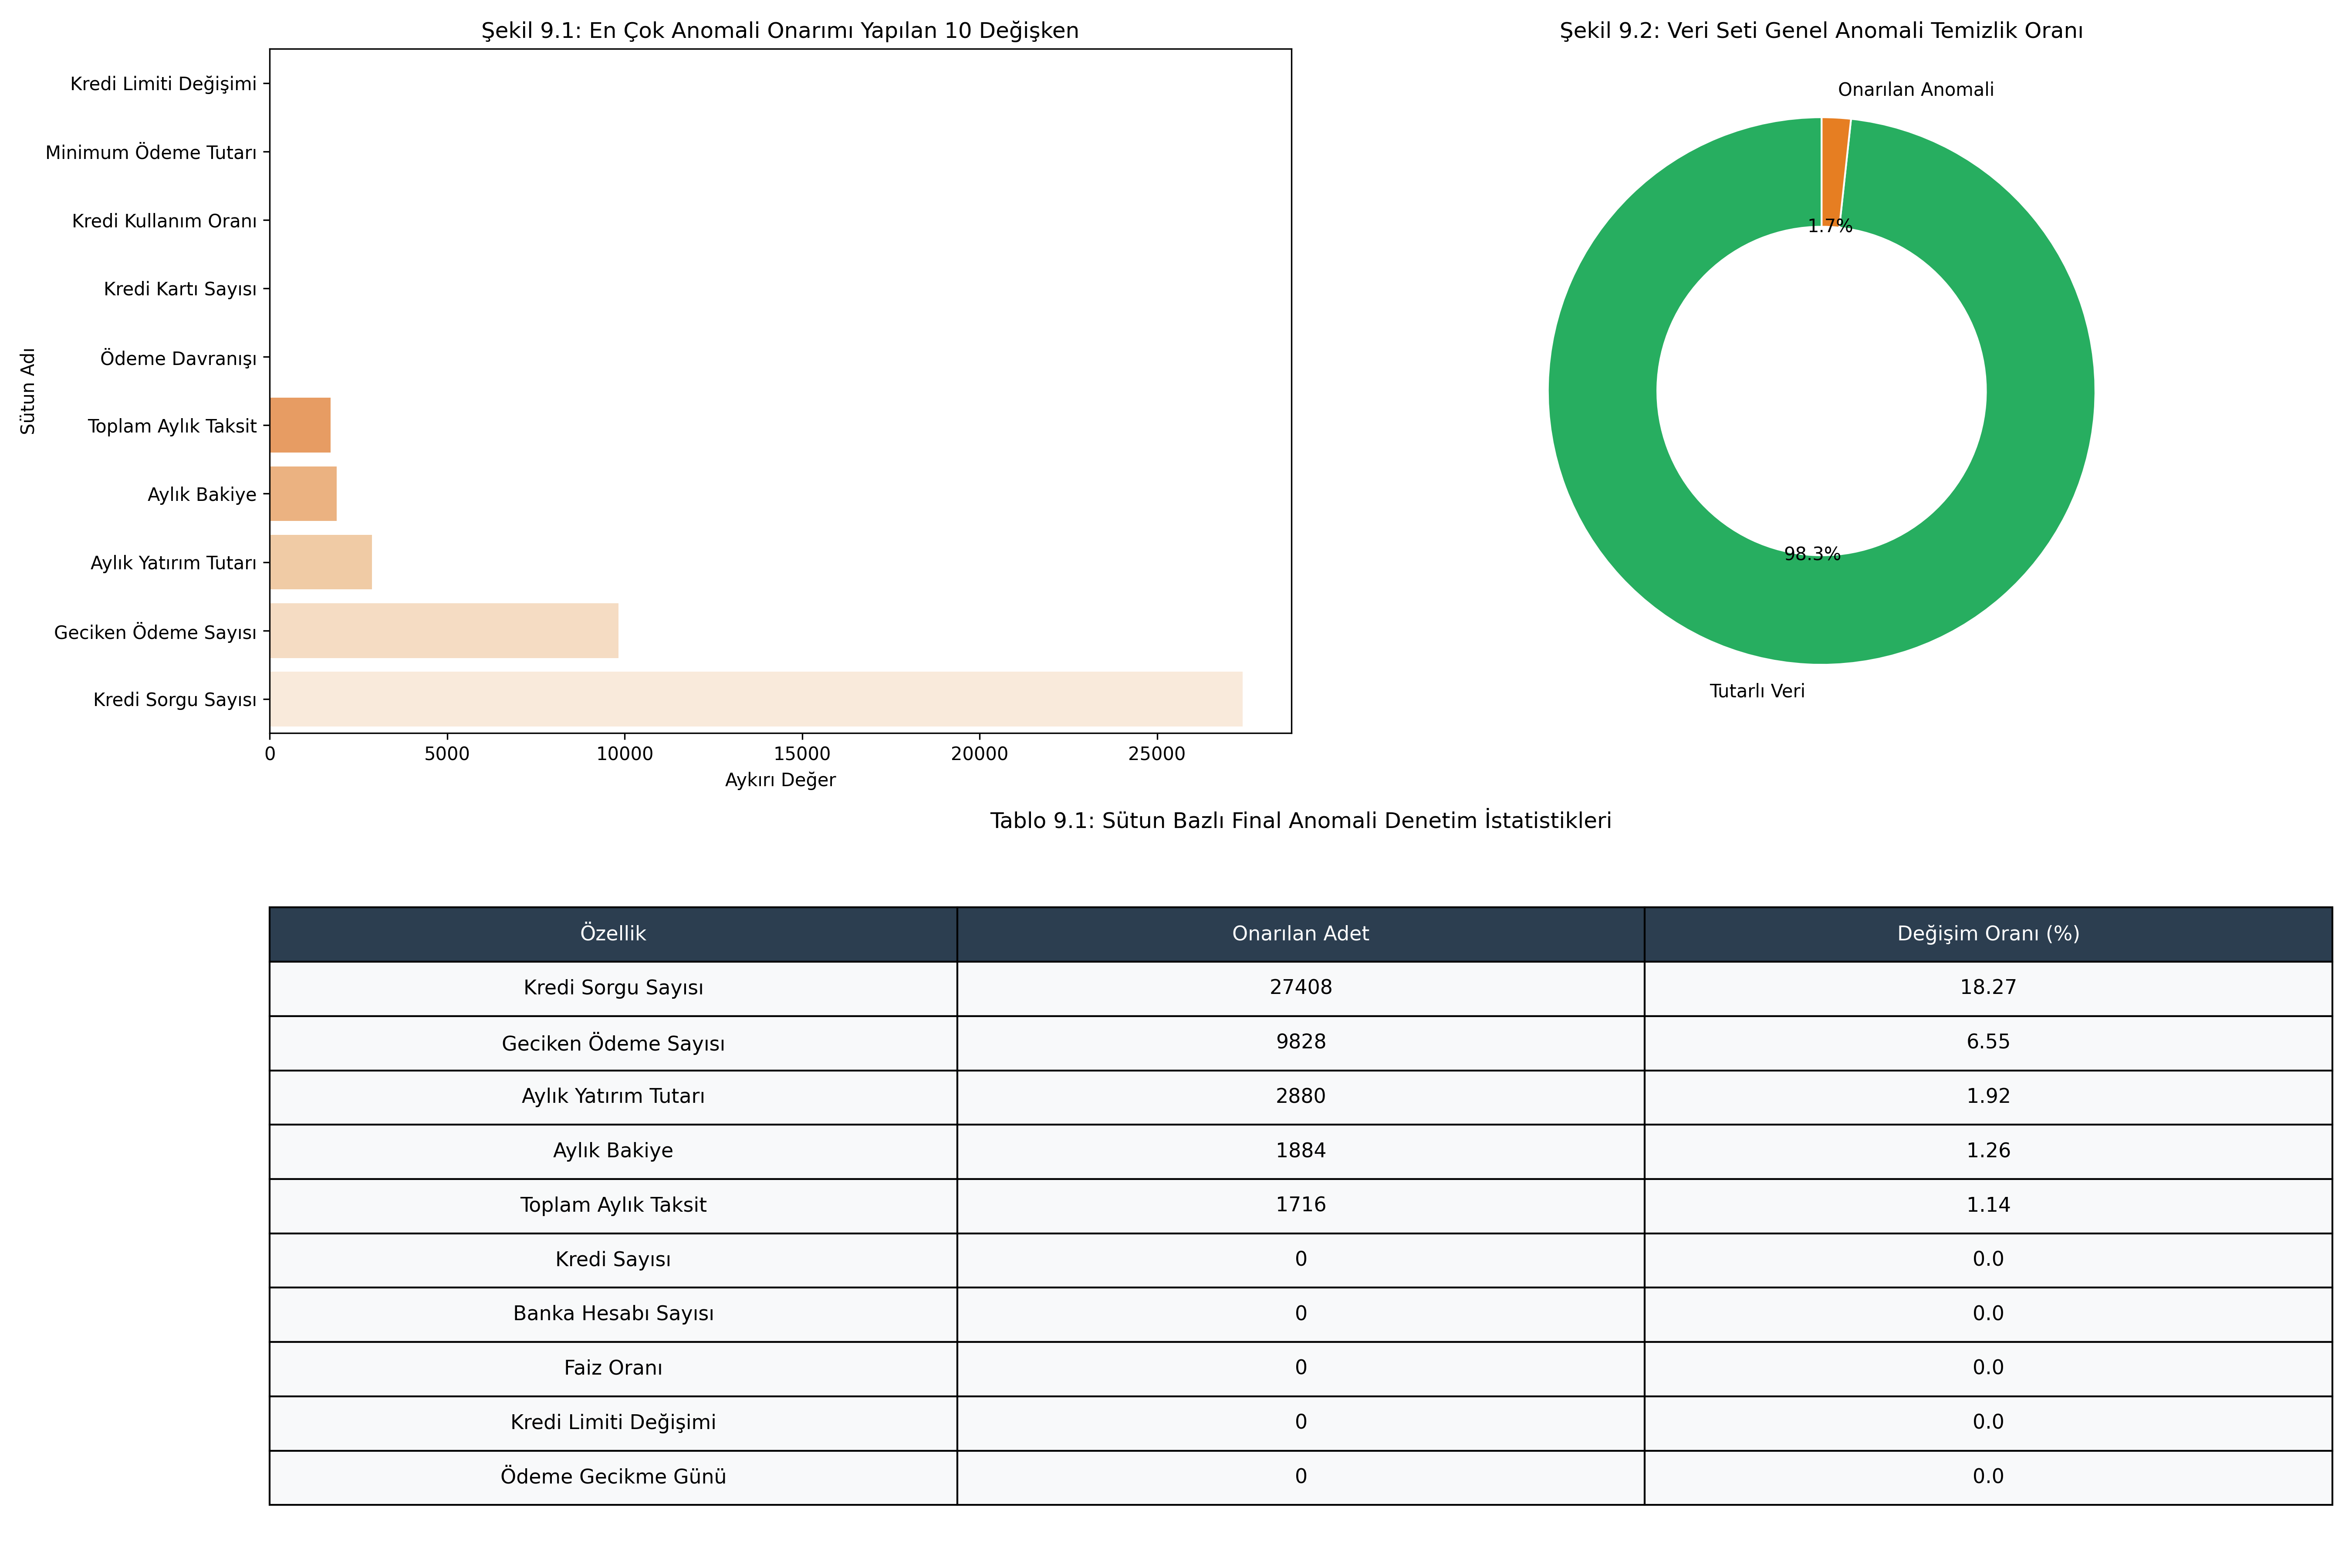 Şekil 9.1: En Çok Anomali Onarımı Yapılan 10 Değişken
Sütun Adı
Kredi Limiti Değişimi
Minimum Ödeme Tutarı
Kredi Kullanım Oranı
Kredi Kartı Sayısı
Ödeme Davranışı
Toplam Aylık Taksit
Aylık Bakiye
Aylık Yatırım Tutarı
Geciken Ödeme Sayısı
Kredi Sorgu Sayısı
0 5000 10000 15000 20000 25000
Aykırı Değer
Şekil 9.2: Veri Seti Genel Anomali Temizlik Oranı
Onarılan Anomali
1.7%
98.3%
Tutarlı Veri
Tablo 9.1: Sütun Bazlı Final Anomali Denetim İstatistikleri
Özellik Onarılan Adet Değişim Oranı (%)
Kredi Sorgu Sayısı 27408 18.27
Geciken Ödeme Sayısı 9828 6.55
Aylık Yatırım Tutarı 2880 1.92
Aylık Bakiye 1884 1.26
Toplam Aylık Taksit 1716 1.14
Kredi Sayısı 0 0.0
Banka Hesabı Sayısı 0 0.0
Faiz Oranı 0 0.0
Kredi Limiti Değişimi 0 0.0
Ödeme Gecikme Günü 0 0.0